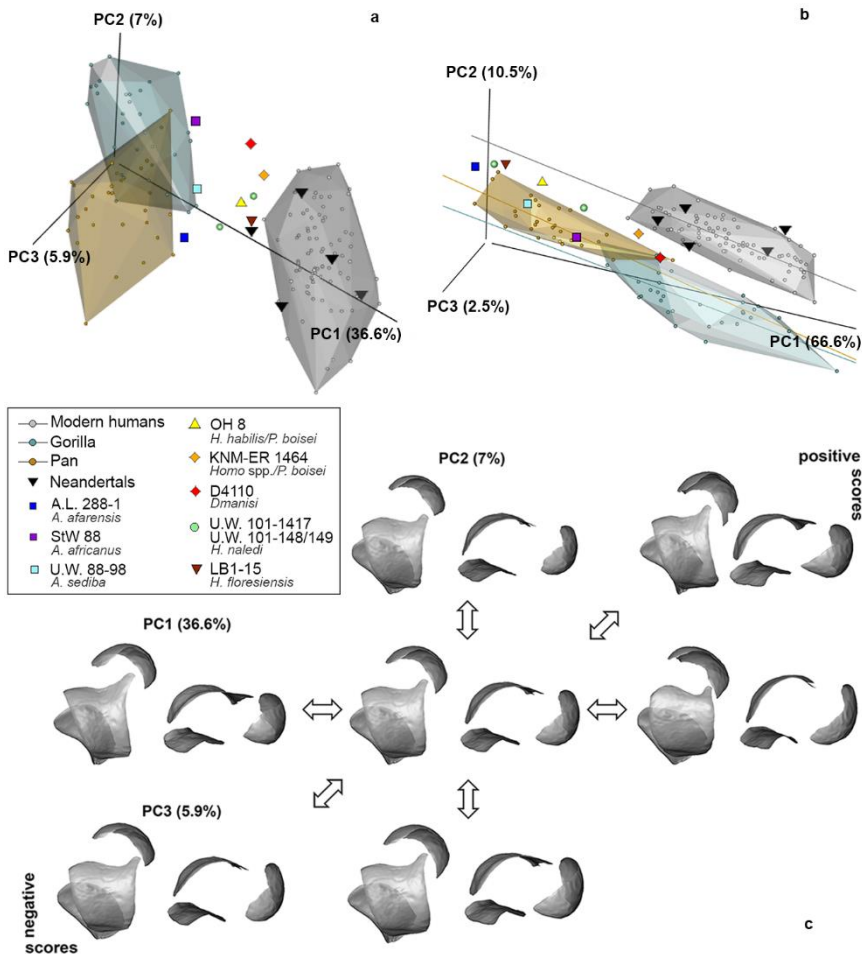 a
b
PC2 (7%)
PC3 (5.9%)
PC1 (36.6%)
PC2 (10.5%)
PC3 (2.5%)
PC1 (66.6%)
Modern humans
Gorilla
Pan
Neandertals
A.L. 288-1
A. afarensis
StW 88
A. africanus
U.W. 88-98
A. sediba
OH 8
H. habilis/P. boisei
KNM-ER 1464
Homo spp./P. boisei
D4110
Dmanisi
U.W. 101-1417
U.W. 101-148/149
H. naledi
LB1-15
H. floresiensis
PC2 (7%)
positive
scores
PC1 (36.6%)
PC3 (5.9%)
negative
scores
c